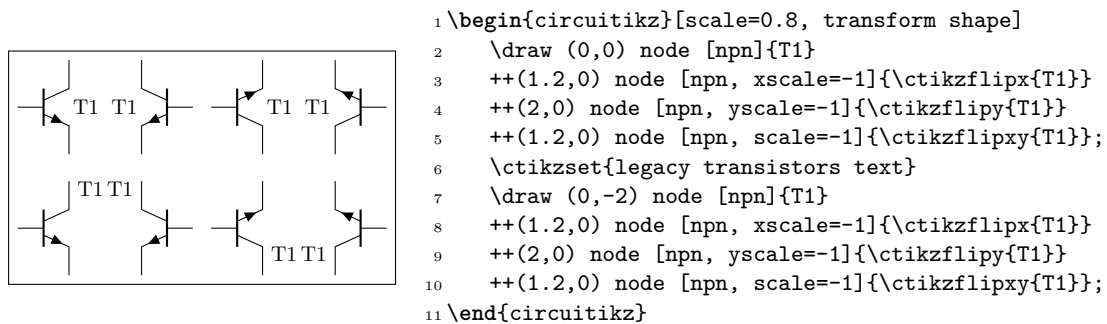 T1 T1 T1 T1
T1 T1
T1 T1
1 \begin{circuitikz}[scale=0.8, transform shape]
2 \draw (0,0) node [npn]{T1}
3 ++(1.2,0) node [npn, xscale=-1]{\ctikzflipx{T1}}
4 ++(2,0) node [npn, yscale=-1]{\ctikzflipy{T1}}
5 ++(1.2,0) node [npn, scale=-1]{\ctikzflipxy{T1}};
6 \ctikzset{legacy transistors text}
7 \draw (0,-2) node [npn]{T1}
8 ++(1.2,0) node [npn, xscale=-1]{\ctikzflipx{T1}}
9 ++(2,0) node [npn, yscale=-1]{\ctikzflipy{T1}}
10 ++(1.2,0) node [npn, scale=-1]{\ctikzflipxy{T1}};
11 \end{circuitikz}